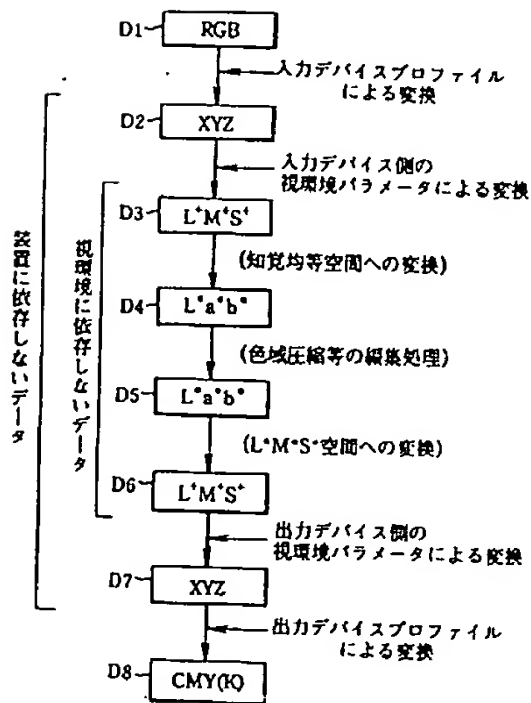 D1 RGB
入力デバイスプロファイル
による変換
D2 XYZ
入力デバイス側の
視環境パラメータによる変換
D3 L⁺M⁺S⁺
(知覚均等空間への変換)
D4 L*a*b*
(色域圧縮等の編集処理)
D5 L*a*b*
(L⁺M⁺S⁺空間への変換)
D6 L⁺M⁺S⁺
出力デバイス側の
視環境パラメータによる変換
D7 XYZ
出力デバイスプロファイル
による変換
D8 CMY(K)
装置に依存しないデータ
視環境に依存しないデータ